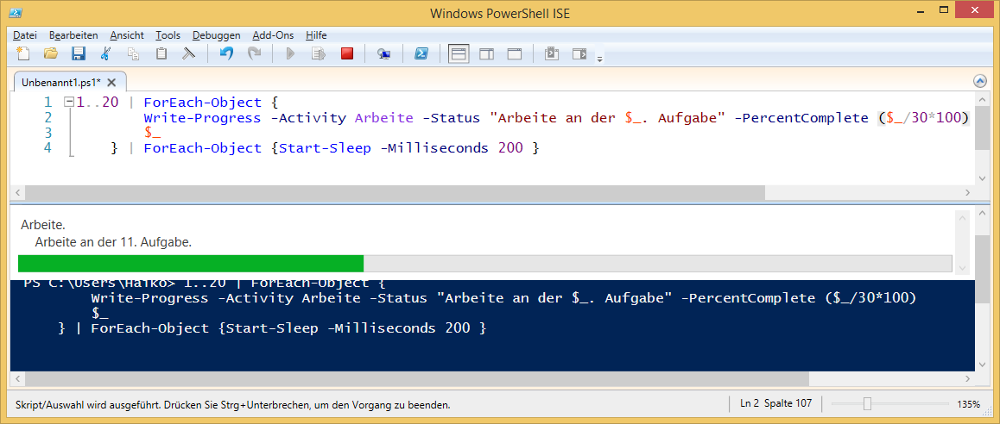 Windows PowerShell ISE
Datei Bearbeiten Ansicht Tools Debuggen Add-Ons Hilfe
Unbenannt1.ps1*
1 1..20 | ForEach-Object {
2 Write-Progress -Activity Arbeite -Status "Arbeite an der $_. Aufgabe" -PercentComplete ($_/30*100)
3 $_
4 } | ForEach-Object {Start-Sleep -Milliseconds 200 }
Arbeite.
Arbeite an der 11. Aufgabe.
PS C:\Users\Haiko> 1..20 | ForEach-Object {
Write-Progress -Activity Arbeite -Status "Arbeite an der $_. Aufgabe" -PercentComplete ($_/30*100)
$_
} | ForEach-Object {Start-Sleep -Milliseconds 200 }
Skript/Auswahl wird ausgeführt. Drücken Sie Strg+Unterbrechen, um den Vorgang zu beenden. Ln 2 Spalte 107 135%